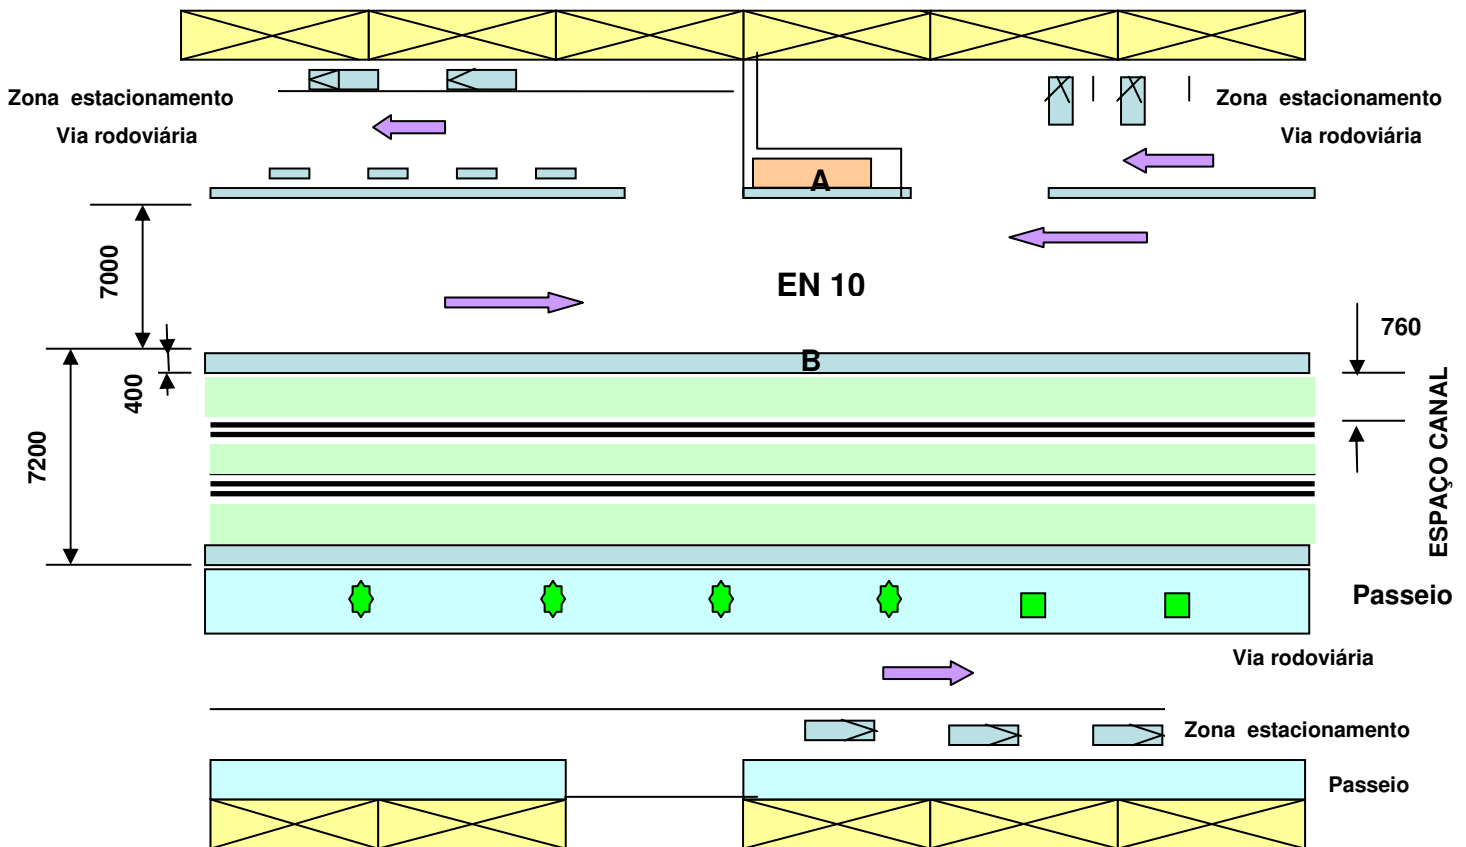 Zona estacionamento
Zona estacionamento
Via rodoviária
Via rodoviária
A
7000
EN 10
760
B
400
7200
ESPAÇO CANAL
Passeio
Via rodoviária
Zona estacionamento
Passeio